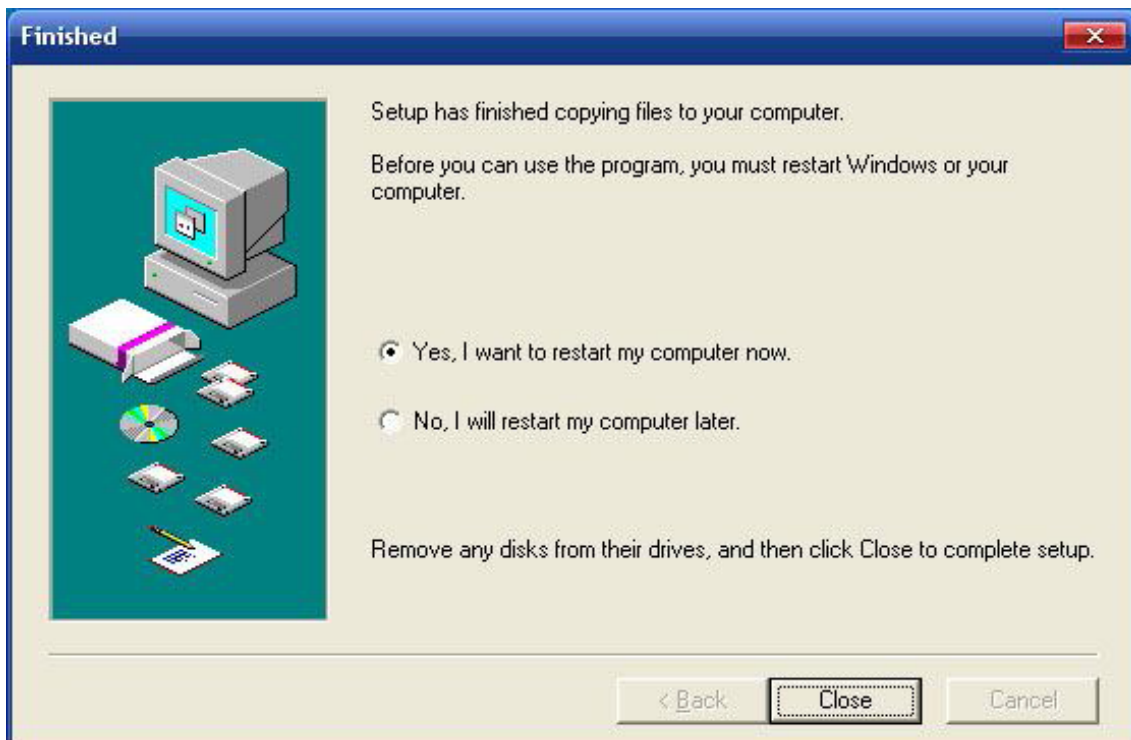 Finished
Setup has finished copying files to your computer.
Before you can use the program, you must restart Windows or your
computer.
Yes, I want to restart my computer now.
No, I will restart my computer later.
Remove any disks from their drives, and then click Close to complete setup.
< Back
Close
Cancel